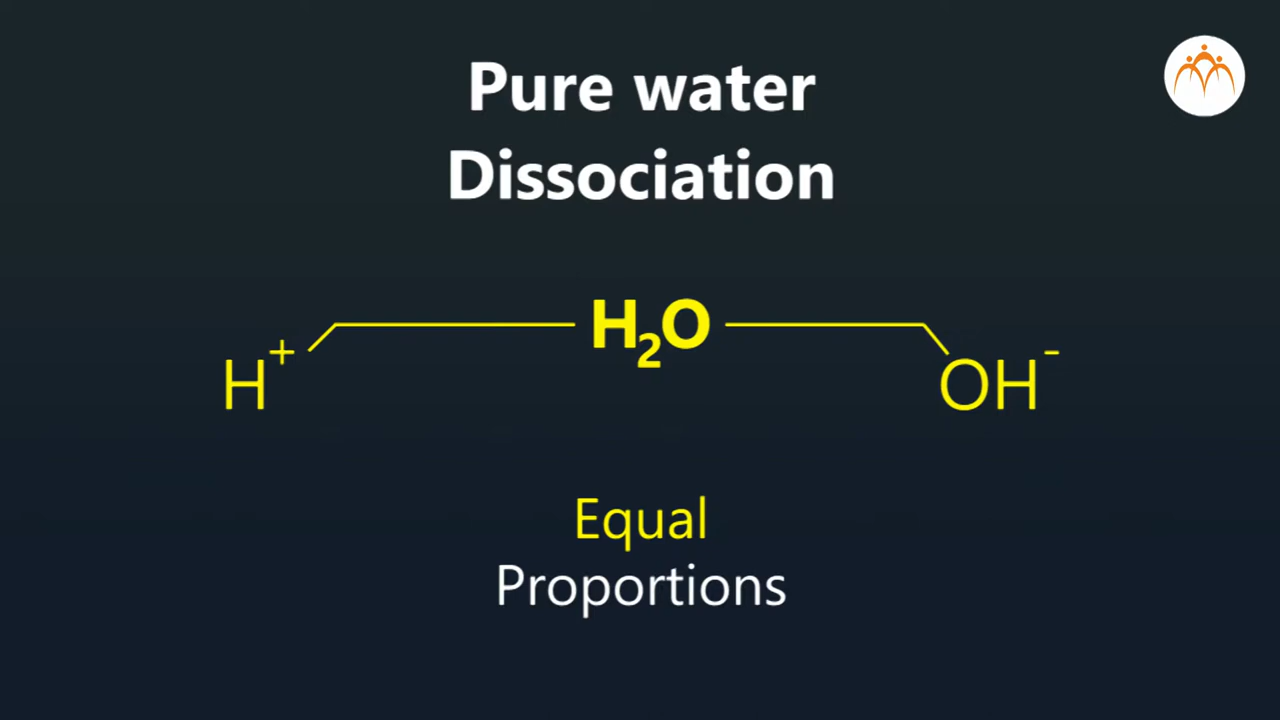 Pure water
Dissociation
H₂O
H⁺ OH⁻
Equal
Proportions